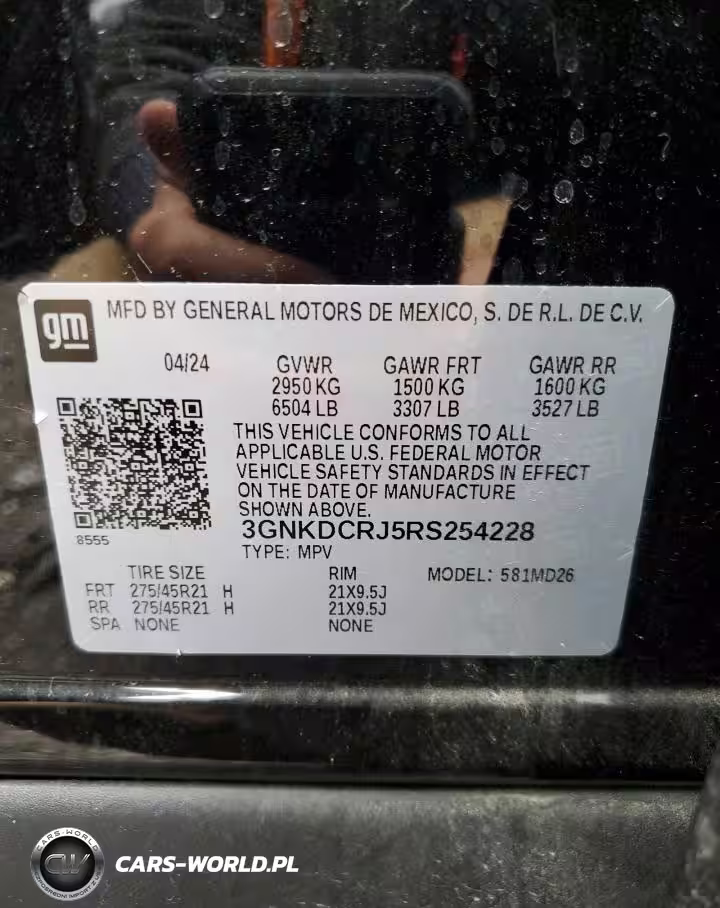 gm
MFD BY GENERAL MOTORS DE MEXICO, S. DE R.L. DE C.V.
04/24 GVWR GAWR FRT GAWR RR
2950 KG 1500 KG 1600 KG
6504 LB 3307 LB 3527 LB
THIS VEHICLE CONFORMS TO ALL
APPLICABLE U.S. FEDERAL MOTOR
VEHICLE SAFETY STANDARDS IN EFFECT
ON THE DATE OF MANUFACTURE
SHOWN ABOVE.
3GNKDCRJ5RS254228
8555
TYPE: MPV
TIRE SIZE RIM MODEL: 581MD26
FRT 275/45R21 H 21X9.5J
RR 275/45R21 H 21X9.5J
SPA NONE NONE
CARS-WORLD
CW
CARS-WORLD.PL